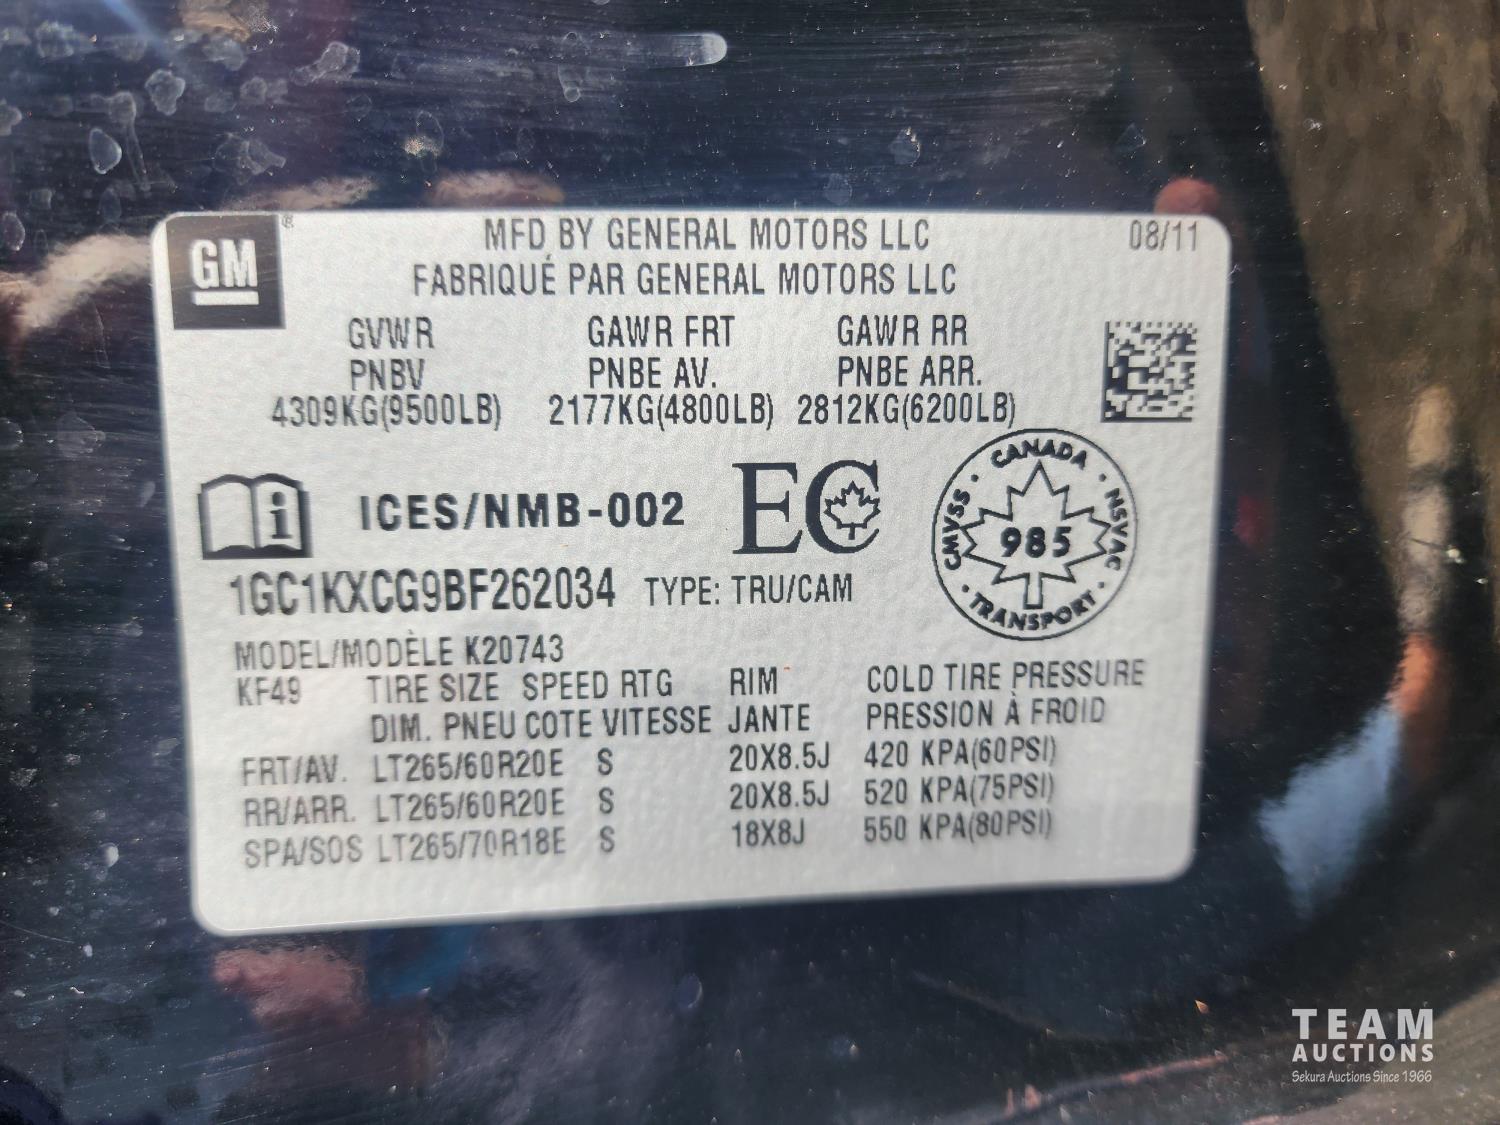 GM®
MFD BY GENERAL MOTORS LLC 08/11
FABRIQUÉ PAR GENERAL MOTORS LLC
GVWR GAWR FRT GAWR RR
PNBV PNBE AV. PNBE ARR.
4309KG(9500LB) 2177KG(4800LB) 2812KG(6200LB)
i ICES/NMB-002 EC
CANADA
CMVSS 985 NSVAC
TRANSPORT
1GC1KXCG9BF262034 TYPE: TRU/CAM
MODEL/MODÈLE K20743
KF49 TIRE SIZE SPEED RTG RIM COLD TIRE PRESSURE
DIM. PNEU COTE VITESSE JANTE PRESSION À FROID
FRT/AV. LT265/60R20E S 20X8.5J 420 KPA(60PSI)
RR/ARR. LT265/60R20E S 20X8.5J 520 KPA(75PSI)
SPA/SOS LT265/70R18E S 18X8J 550 KPA(80PSI)
TEAM
AUCTIONS
Sekura Auctions Since 1966